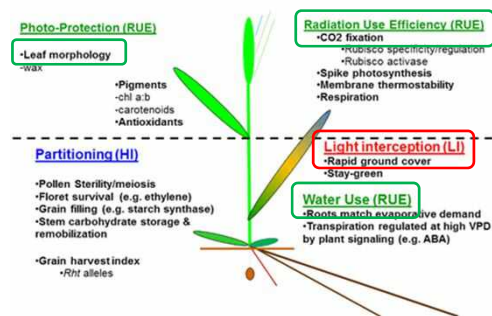 Photo-Protection (RUE)
•Leaf morphology
-wax
•Pigments
-chl a:b
-carotenoids
•Antioxidants
Radiation Use Efficiency (RUE)
•CO2 fixation
•Rubisco specificity/regulation
•Rubisco activase
•Spike photosynthesis
•Membrane thermostability
•Respiration
Partitioning (HI)
•Pollen Sterility/meiosis
•Floret survival (e.g. ethylene)
•Grain filling (e.g. starch synthase)
•Stem carbohydrate storage &
remobilization
•Grain harvest index
•Rht alleles
Light interception (LI)
•Rapid ground cover
•Stay-green
Water Use (RUE)
•Roots match evaporative demand
•Transpiration regulated at high VPD
by plant signaling (e.g. ABA)